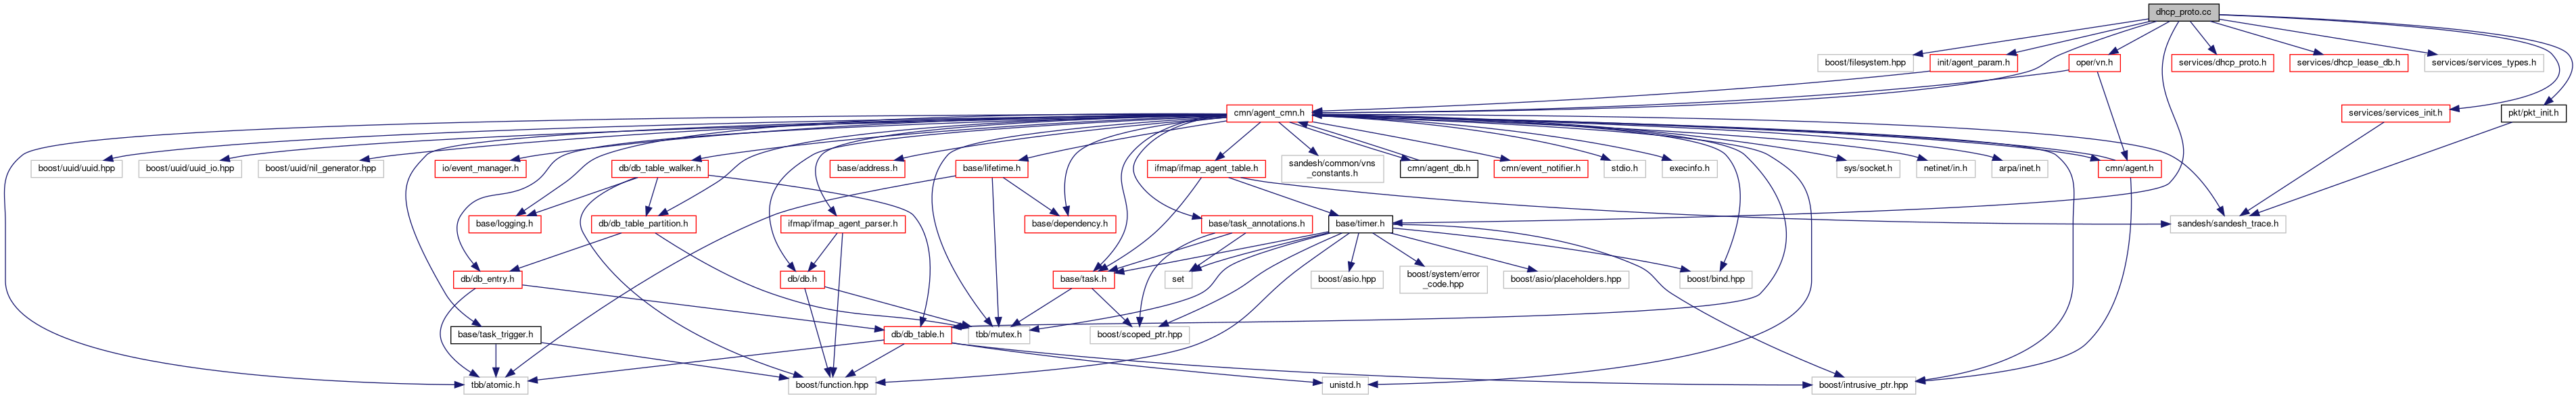 dhcp_proto.cc
boost/filesystem.hpp
init/agent_param.h
oper/vn.h
services/dhcp_proto.h
services/dhcp_lease_db.h
services/services_types.h
cmn/agent_cmn.h
services/services_init.h
pkt/pkt_init.h
boost/uuid/uuid.hpp
boost/uuid/uuid_io.hpp
boost/uuid/nil_generator.hpp
io/event_manager.h
db/db_table_walker.h
base/address.h
base/lifetime.h
ifmap/ifmap_agent_table.h
sandesh/common/vns
_constants.h
cmn/agent_db.h
cmn/event_notifier.h
stdio.h
execinfo.h
sys/socket.h
netinet/in.h
arpa/inet.h
cmn/agent.h
base/logging.h
db/db_table_partition.h
ifmap/ifmap_agent_parser.h
base/dependency.h
base/task_annotations.h
base/timer.h
sandesh/sandesh_trace.h
db/db_entry.h
db/db.h
base/task.h
set
boost/asio.hpp
boost/system/error
_code.hpp
boost/asio/placeholders.hpp
boost/bind.hpp
base/task_trigger.h
db/db_table.h
tbb/mutex.h
boost/scoped_ptr.hpp
tbb/atomic.h
boost/function.hpp
unistd.h
boost/intrusive_ptr.hpp